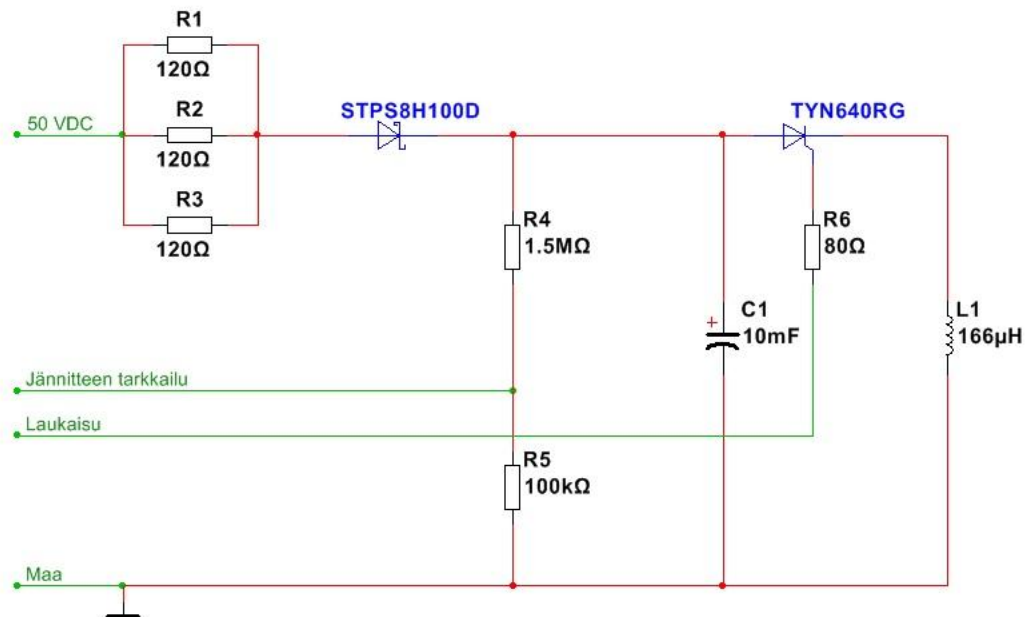 R1
120Ω
50 VDC
R2
120Ω
R3
120Ω
STPS8H100D
TYN640RG
R4
1.5MΩ
R6
80Ω
C1
+
10mF
L1
166µH
Jännitteen tarkkailu
Laukaisu
R5
100kΩ
Maa